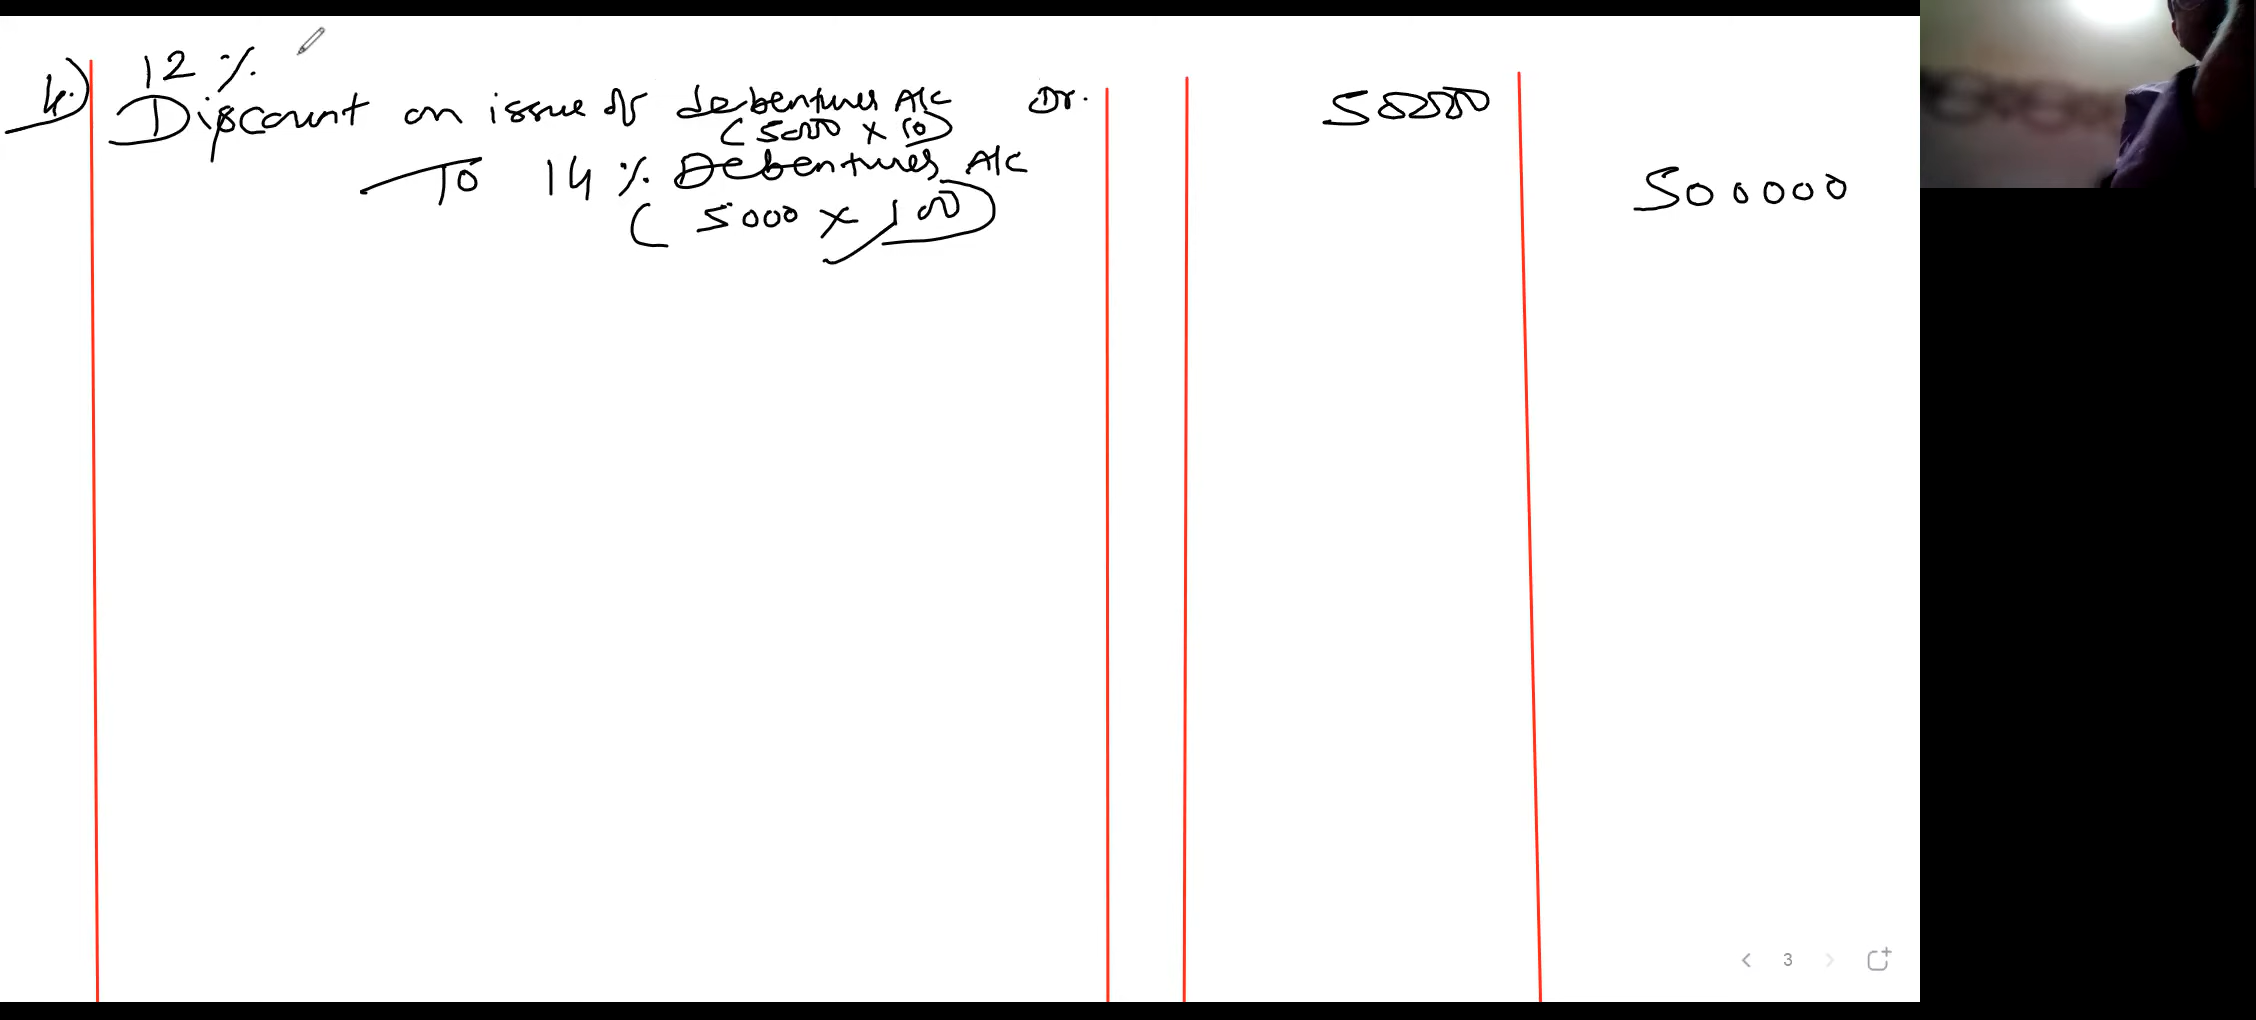 12 %
4.) Discount on issue of debentures A/c Dr. 50000
(5000 x 10)
To 14 % Debentures A/c 500000
(5000 x 100)
3